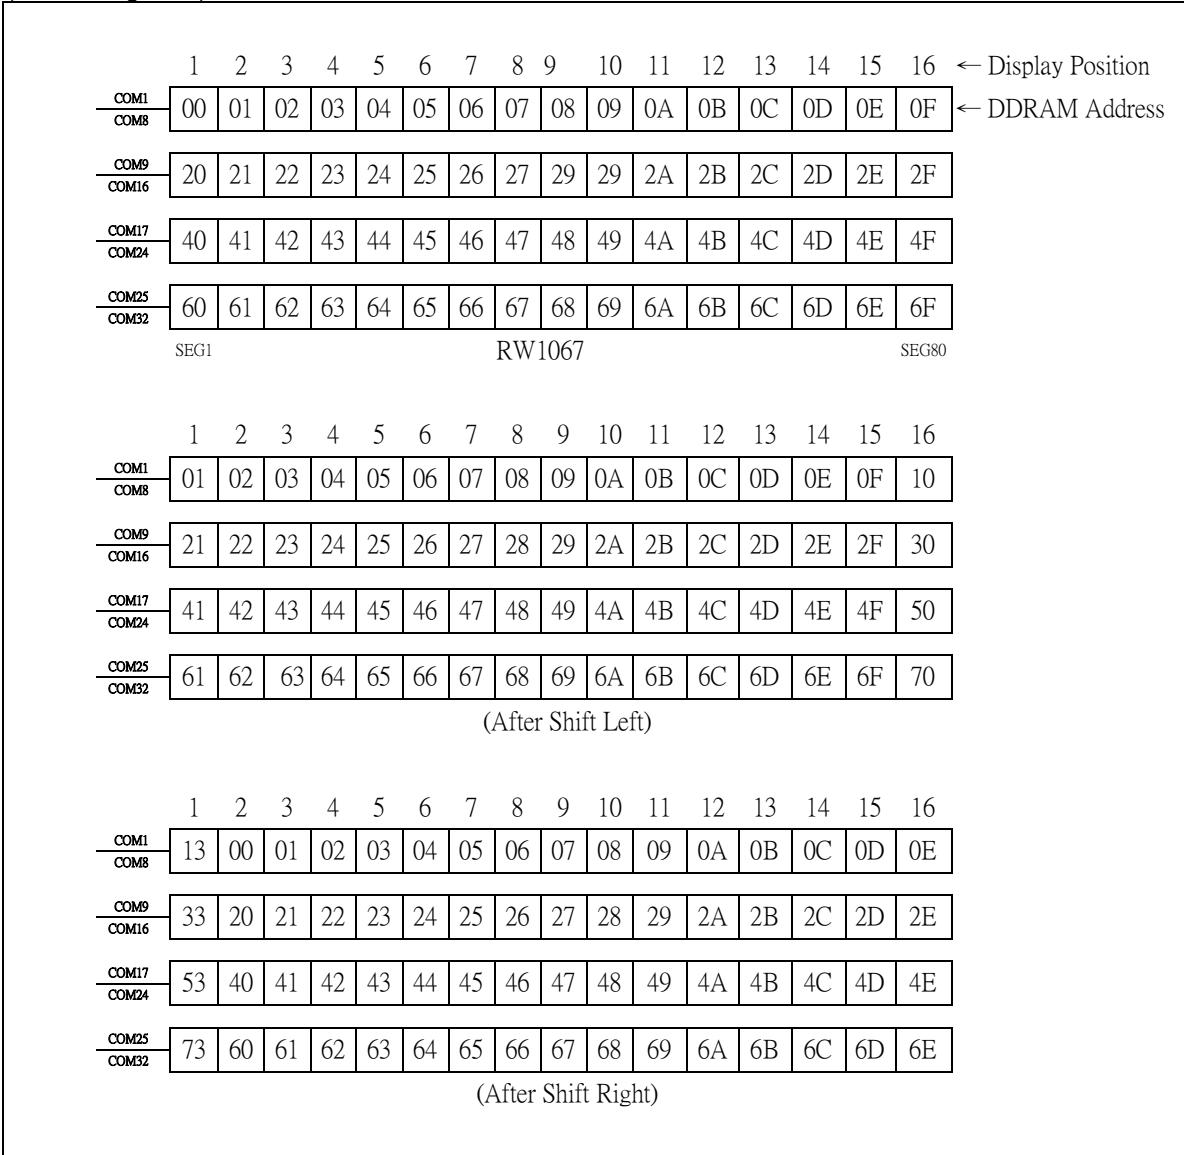 1 2 3 4 5 6 7 8 9 10 11 12 13 14 15 16 ← Display Position
COM1
COM8
00 01 02 03 04 05 06 07 08 09 0A 0B 0C 0D 0E 0F ← DDRAM Address
COM9
COM16
20 21 22 23 24 25 26 27 29 29 2A 2B 2C 2D 2E 2F
COM17
COM24
40 41 42 43 44 45 46 47 48 49 4A 4B 4C 4D 4E 4F
COM25
COM32
60 61 62 63 64 65 66 67 68 69 6A 6B 6C 6D 6E 6F
SEG1 RW1067 SEG80
1 2 3 4 5 6 7 8 9 10 11 12 13 14 15 16
COM1
COM8
01 02 03 04 05 06 07 08 09 0A 0B 0C 0D 0E 0F 10
COM9
COM16
21 22 23 24 25 26 27 28 29 2A 2B 2C 2D 2E 2F 30
COM17
COM24
41 42 43 44 45 46 47 48 49 4A 4B 4C 4D 4E 4F 50
COM25
COM32
61 62 63 64 65 66 67 68 69 6A 6B 6C 6D 6E 6F 70
(After Shift Left)
1 2 3 4 5 6 7 8 9 10 11 12 13 14 15 16
COM1
COM8
13 00 01 02 03 04 05 06 07 08 09 0A 0B 0C 0D 0E
COM9
COM16
33 20 21 22 23 24 25 26 27 28 29 2A 2B 2C 2D 2E
COM17
COM24
53 40 41 42 43 44 45 46 47 48 49 4A 4B 4C 4D 4E
COM25
COM32
73 60 61 62 63 64 65 66 67 68 69 6A 6B 6C 6D 6E
(After Shift Right)